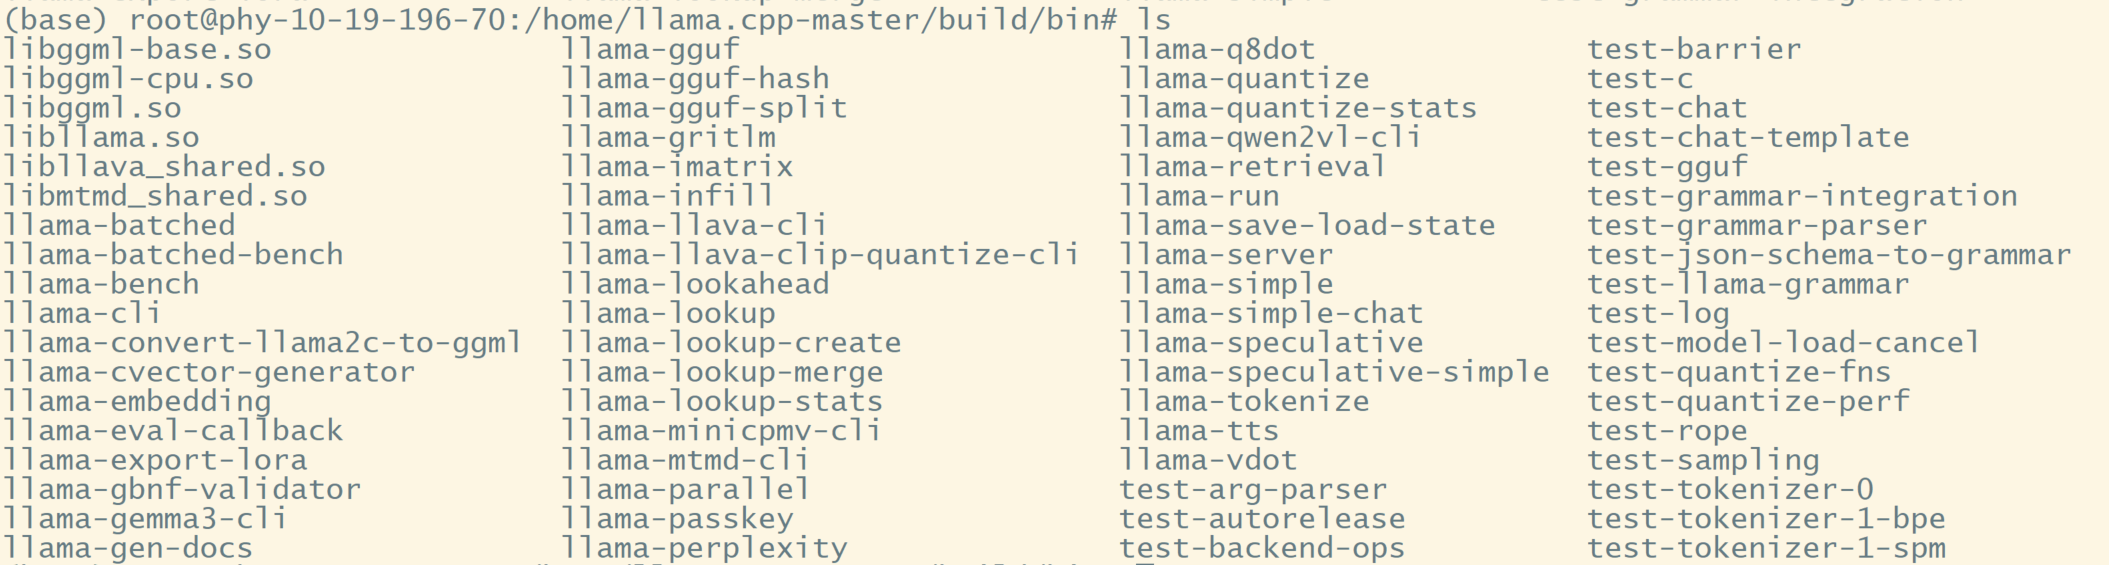 (base) root@phy-10-19-196-70:/home/llama.cpp-master/build/bin# ls
libggml-base.so llama-gguf llama-q8dot test-barrier
libggml-cpu.so llama-gguf-hash llama-quantize test-c
libggml.so llama-gguf-split llama-quantize-stats test-chat
libllama.so llama-gritlm llama-qwen2vl-cli test-chat-template
libllava_shared.so llama-imatrix llama-retrieval test-gguf
libmtmd_shared.so llama-infill llama-run test-grammar-integration
llama-batched llama-llava-cli llama-save-load-state test-grammar-parser
llama-batched-bench llama-llava-clip-quantize-cli llama-server test-json-schema-to-grammar
llama-bench llama-lookahead llama-simple test-llama-grammar
llama-cli llama-lookup llama-simple-chat test-log
llama-convert-llama2c-to-ggml llama-lookup-create llama-speculative test-model-load-cancel
llama-cvector-generator llama-lookup-merge llama-speculative-simple test-quantize-fns
llama-embedding llama-lookup-stats llama-tokenize test-quantize-perf
llama-eval-callback llama-minicpmv-cli llama-tts test-rope
llama-export-lora llama-mtmd-cli llama-vdot test-sampling
llama-gbnf-validator llama-parallel test-arg-parser test-tokenizer-0
llama-gemma3-cli llama-passkey test-autorelease test-tokenizer-1-bpe
llama-gen-docs llama-perplexity test-backend-ops test-tokenizer-1-spm